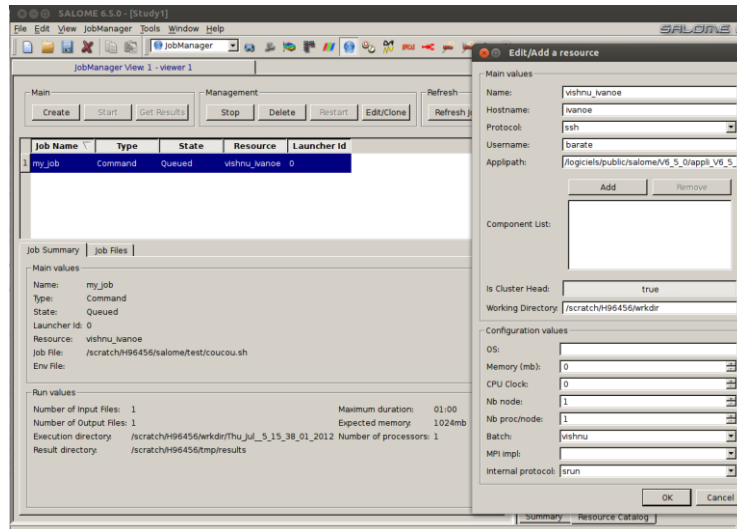 SALOME 6.5.0 - [Study1]
File Edit View JobManager Tools Window Help
SALOME
JobManager
JobManager View 1 - viewer 1
Main
Management
Refresh
Create Start Get Results Stop Delete Restart Edit/Clone Refresh
Job Name Type State Resource Launcher Id
1 my_job Command Queued vishnu_ivanoe 0
Job Summary Job Files
Main values
Name: my_job
Type: Command
State: Queued
Launcher Id: 0
Resource: vishnu_ivanoe
Job File: /scratch/H96456/salome/test/coucou.sh
Env File:
Run values
Number of Input Files: 1 Maximum duration: 01:00
Number of Output Files: 1 Expected memory: 1024mb
Execution directory: /scratch/H96456/wrkdir/Thu_Jul__5_15_38_01_2012 Number of processors: 1
Result directory: /scratch/H96456/tmp/results
Edit/Add a resource
Main values
Name: vishnu_ivanoe
Hostname: ivanoe
Protocol: ssh
Username: barate
Applipath: /logiciels/public/salome/V6_5_0/appli_V6_5_
Add Remove
Component List:
Is Cluster Head: true
Working Directory: /scratch/H96456/wrkdir
Configuration values
OS:
Memory (mb): 0
CPU Clock: 0
Nb node: 1
Nb proc/node: 1
Batch: vishnu
MPI impl:
Internal protocol: srun
OK Cancel
Summary Resource Catalog